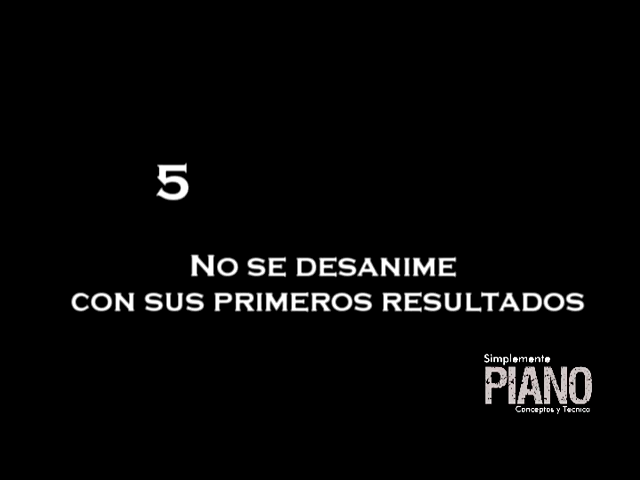 5
No se desanime
con sus primeros resultados
Simplemente
PIANO
Conceptos y Tecnica